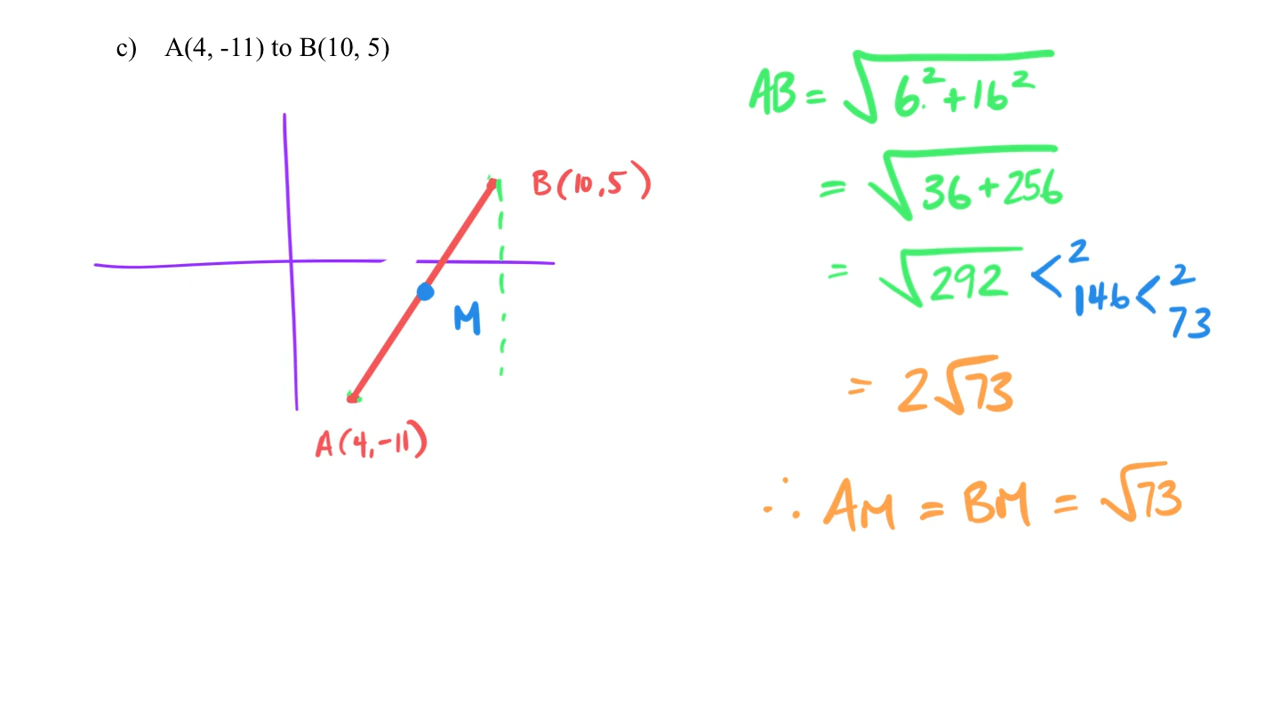 c) A(4, -11) to B(10, 5)
B(10,5)
M
A(4,-11)
AB = √6²+16²
= √36+256
= √292 < 2 146 < 2 73
= 2√73
∴ AM = BM = √73